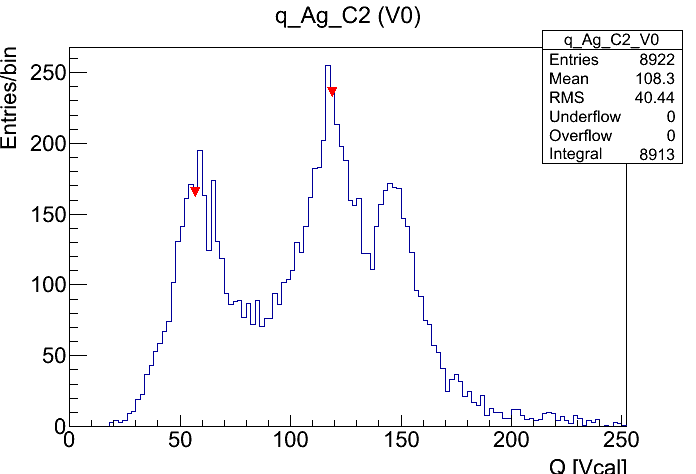 q_Ag_C2 (V0)
q_Ag_C2_V0
Entries 8922
Mean 108.3
RMS 40.44
Underflow 0
Overflow 0
Integral 8913
Entries/bin
250
200
150
100
50
0
0 50 100 150 200 250
Q [Vcal]